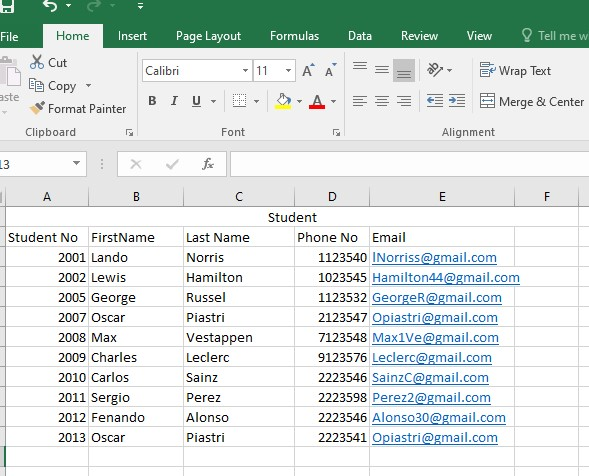 File Home Insert Page Layout Formulas Data Review View Tell me w
Cut
Copy
aste
Format Painter
Calibri 11 A A
B I U A
Wrap Text
Merge & Center
Clipboard Font Alignment
13 fx
A B C D E F
Student
Student No FirstName Last Name Phone No Email
2001 Lando Norris 1123540 lNorriss@gmail.com
2002 Lewis Hamilton 1023545 Hamilton44@gmail.com
2005 George Russel 1123532 GeorgeR@gmail.com
2007 Oscar Piastri 2123547 Opiastri@gmail.com
2008 Max Vestappen 7123548 Max1Ve@gmail.com
2009 Charles Leclerc 9123576 Leclerc@gmail.com
2010 Carlos Sainz 2223546 SainzC@gmail.com
2011 Sergio Perez 2223598 Perez2@gmail.com
2012 Fenando Alonso 2223546 Alonso30@gmail.com
2013 Oscar Piastri 2223541 Opiastri@gmail.com